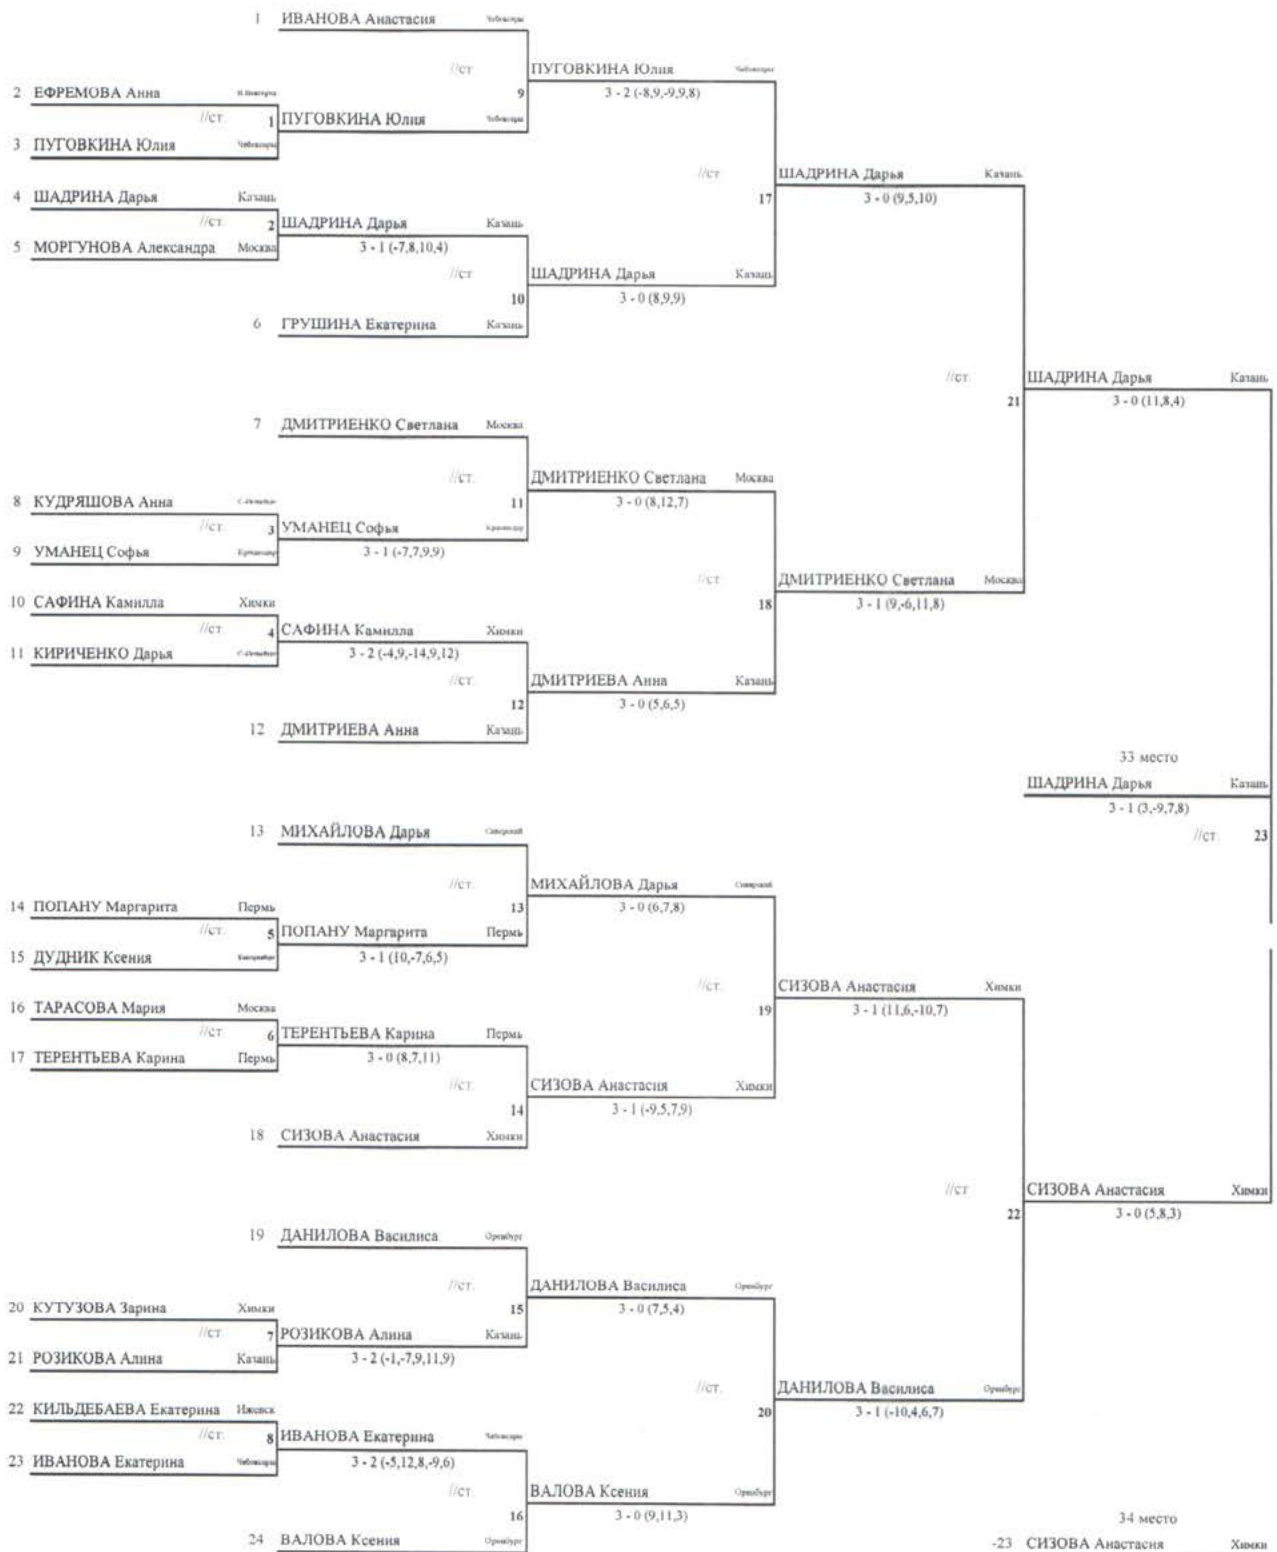 1 ИВАНОВА Анастасия Чебоксары
//ст.
ПУГОВКИНА Юлия Чебоксары
2 ЕФРЕМОВА Анна
9
3 - 2 (-8,9,-9,9,8)
//ст.
1 ПУГОВКИНА Юлия Чебоксары
3 ПУГОВКИНА Юлия Чебоксары
//ст
ШАДРИНА Дарья Казань
4 ШАДРИНА Дарья Казань
17
3 - 0 (9,5,10)
//ст.
2 ШАДРИНА Дарья Казань
5 МОРГУНОВА Александра Москва
3 - 1 (-7,8,10,4)
//ст
ШАДРИНА Дарья Казань
10
3 - 0 (8,9,9)
6 ГРУШИНА Екатерина Казань
//ст.
ШАДРИНА Дарья Казань
21
3 - 0 (11,8,4)
7 ДМИТРИЕНКО Светлана Москва
//ст.
ДМИТРИЕНКО Светлана Москва
8 КУДРЯШОВА Анна С-Петербург
11
3 - 0 (8,12,7)
//ст.
3 УМАНЕЦ Софья Краснодар
9 УМАНЕЦ Софья Краснодар
3 - 1 (-7,7,9,9)
//ст
ДМИТРИЕНКО Светлана Москва
10 САФИНА Камилла Химки
18
3 - 1 (9,-6,11,8)
//ст.
4 САФИНА Камилла Химки
11 КИРИЧЕНКО Дарья С-Петербург
3 - 2 (-4,9,-14,9,12)
//ст.
ДМИТРИЕВА Анна Казань
12
3 - 0 (5,6,5)
12 ДМИТРИЕВА Анна Казань
33 место
ШАДРИНА Дарья Казань
3 - 1 (3,-9,7,8)
//ст. 23
13 МИХАЙЛОВА Дарья
//ст.
МИХАЙЛОВА Дарья
14 ПОПАНУ Маргарита Пермь
13
3 - 0 (6,7,8)
//ст.
5 ПОПАНУ Маргарита Пермь
15 ДУДНИК Ксения Екатеринбург
3 - 1 (10,-7,6,5)
//ст.
СИЗОВА Анастасия Химки
16 ТАРАСОВА Мария Москва
19
3 - 1 (11,6,-10,7)
//ст.
6 ТЕРЕНТЬЕВА Карина Пермь
17 ТЕРЕНТЬЕВА Карина Пермь
3 - 0 (8,7,11)
//ст.
СИЗОВА Анастасия Химки
14
3 - 1 (-9,5,7,9)
18 СИЗОВА Анастасия Химки
//ст
СИЗОВА Анастасия Химки
22
3 - 0 (5,8,3)
19 ДАНИЛОВА Василиса Оренбург
//ст.
ДАНИЛОВА Василиса Оренбург
20 КУТУЗОВА Зарина Химки
15
3 - 0 (7,5,4)
//ст.
7 РОЗИКОВА Алина Казань
21 РОЗИКОВА Алина Казань
3 - 2 (-1,-7,9,11,9)
//ст.
ДАНИЛОВА Василиса Оренбург
22 КИЛЬДЕБАЕВА Екатерина Ижевск
20
3 - 1 (-10,4,6,7)
//ст.
8 ИВАНОВА Екатерина Чебоксары
23 ИВАНОВА Екатерина Чебоксары
3 - 2 (-5,12,8,-9,6)
//ст.
ВАЛОВА Ксения Оренбург
16
3 - 0 (9,11,3)
24 ВАЛОВА Ксения Оренбург
34 место
-23 СИЗОВА Анастасия Химки